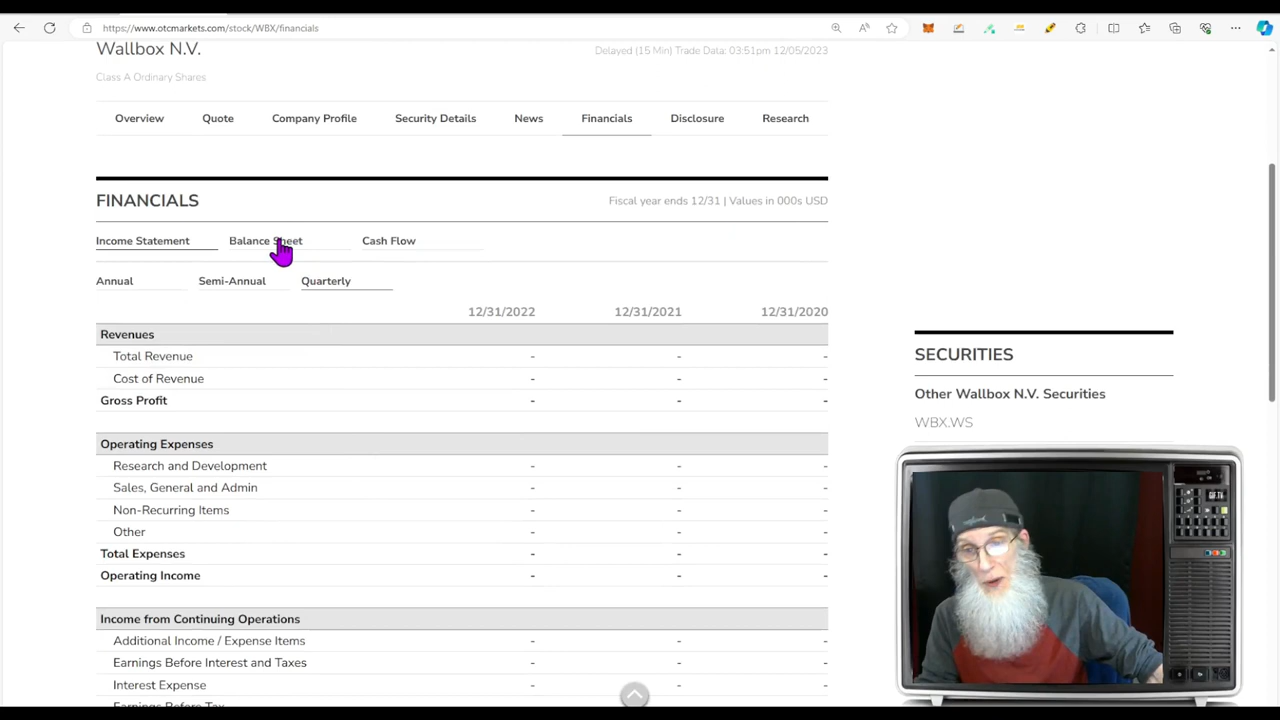 https://www.otcmarkets.com/stock/WBX/financials
Wallbox N.V.
Delayed (15 Min) Trade Data: 03:51pm 12/05/2023
Class A Ordinary Shares
Overview Quote Company Profile Security Details News Financials Disclosure Research
FINANCIALS
Fiscal year ends 12/31 | Values in 000s USD
Income Statement Balance Sheet Cash Flow
Annual Semi-Annual Quarterly
12/31/2022 12/31/2021 12/31/2020
Revenues
Total Revenue - - -
Cost of Revenue - - -
Gross Profit - - -
Operating Expenses
Research and Development - - -
Sales, General and Admin - - -
Non-Recurring Items - - -
Other - - -
Total Expenses - - -
Operating Income - - -
Income from Continuing Operations
Additional Income / Expense Items - - -
Earnings Before Interest and Taxes - - -
Interest Expense - - -
Earnings Before Tax
SECURITIES
Other Wallbox N.V. Securities
WBX.WS